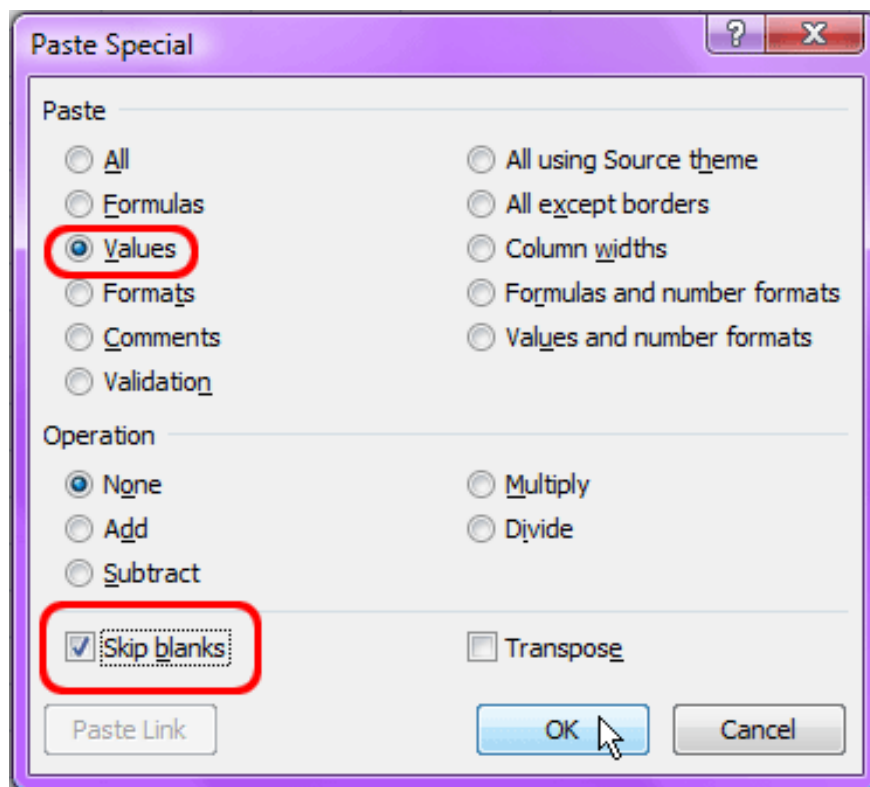 Paste Special
?
X
Paste
All
All using Source theme
Formulas
All except borders
Values
Column widths
Formats
Formulas and number formats
Comments
Values and number formats
Validation
Operation
None
Multiply
Add
Divide
Subtract
Skip blanks
Transpose
Paste Link
OK
Cancel